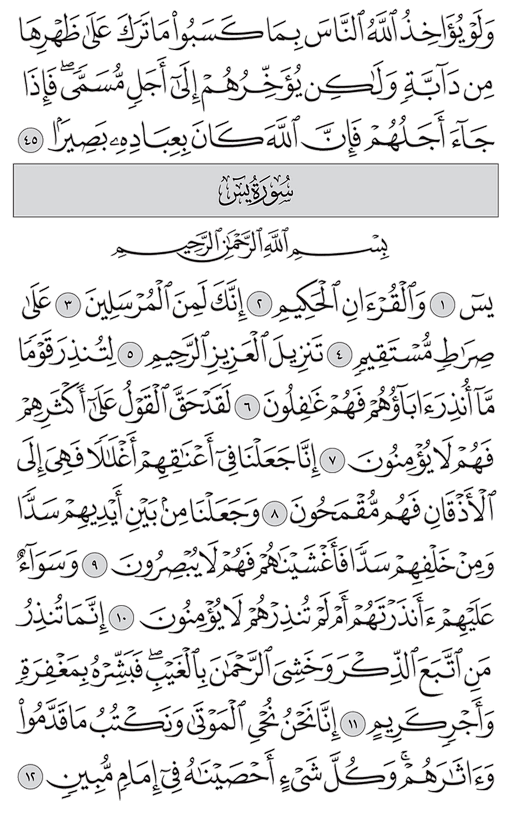 وَلَوْ يُؤَاخِذُ ٱللَّهُ ٱلنَّاسَ بِمَا كَسَبُوا۟ مَا تَرَكَ عَلَىٰ ظَهْرِهَا
مِن دَآبَّةٍ وَلَـٰكِن يُؤَخِّرُهُمْ إِلَىٰٓ أَجَلٍ مُّسَمًّى ۖ فَإِذَا
جَآءَ أَجَلُهُمْ فَإِنَّ ٱللَّهَ كَانَ بِعِبَادِهِۦ بَصِيرًۢا ٤٥
سُورَةُ يسٓ
بِسْمِ ٱللَّهِ ٱلرَّحْمَـٰنِ ٱلرَّحِيمِ
يسٓ ١ وَٱلْقُرْءَانِ ٱلْحَكِيمِ ٢ إِنَّكَ لَمِنَ ٱلْمُرْسَلِينَ ٣ عَلَىٰ
صِرَٰطٍ مُّسْتَقِيمٍ ٤ تَنزِيلَ ٱلْعَزِيزِ ٱلرَّحِيمِ ٥ لِتُنذِرَ قَوْمًا
مَّآ أُنذِرَ ءَابَآؤُهُمْ فَهُمْ غَـٰفِلُونَ ٦ لَقَدْ حَقَّ ٱلْقَوْلُ عَلَىٰٓ أَكْثَرِهِمْ
فَهُمْ لَا يُؤْمِنُونَ ٧ إِنَّا جَعَلْنَا فِىٓ أَعْنَـٰقِهِمْ أَغْلَـٰلًا فَهِىَ إِلَى
ٱلْأَذْقَانِ فَهُم مُّقْمَحُونَ ٨ وَجَعَلْنَا مِنۢ بَيْنِ أَيْدِيهِمْ سَدًّا
وَمِنْ خَلْفِهِمْ سَدًّا فَأَغْشَيْنَـٰهُمْ فَهُمْ لَا يُبْصِرُونَ ٩ وَسَوَآءٌ
عَلَيْهِمْ ءَأَنذَرْتَهُمْ أَمْ لَمْ تُنذِرْهُمْ لَا يُؤْمِنُونَ ١٠ إِنَّمَا تُنذِرُ
مَنِ ٱتَّبَعَ ٱلذِّكْرَ وَخَشِىَ ٱلرَّحْمَـٰنَ بِٱلْغَيْبِ ۖ فَبَشِّرْهُ بِمَغْفِرَةٍ
وَأَجْرٍ كَرِيمٍ ١١ إِنَّا نَحْنُ نُحْىِ ٱلْمَوْتَىٰ وَنَكْتُبُ مَا قَدَّمُوا۟
وَءَاثَـٰرَهُمْ ۚ وَكُلَّ شَىْءٍ أَحْصَيْنَـٰهُ فِىٓ إِمَامٍ مُّبِينٍ ١٢